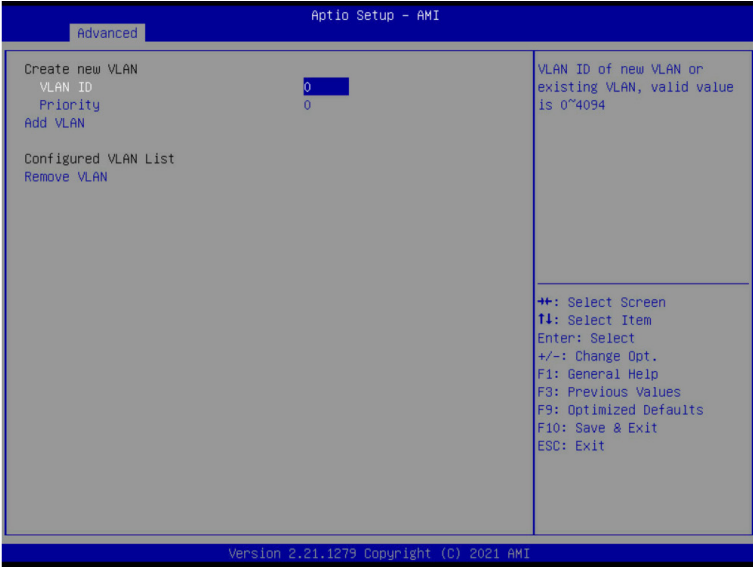 Aptio Setup – AMI
Advanced
Create new VLAN
VLAN ID 0
Priority 0
Add VLAN
Configured VLAN List
Remove VLAN
VLAN ID of new VLAN or
existing VLAN, valid value
is 0~4094
→←: Select Screen
↑↓: Select Item
Enter: Select
+/-: Change Opt.
F1: General Help
F3: Previous Values
F9: Optimized Defaults
F10: Save & Exit
ESC: Exit
Version 2.21.1279 Copyright (C) 2021 AMI